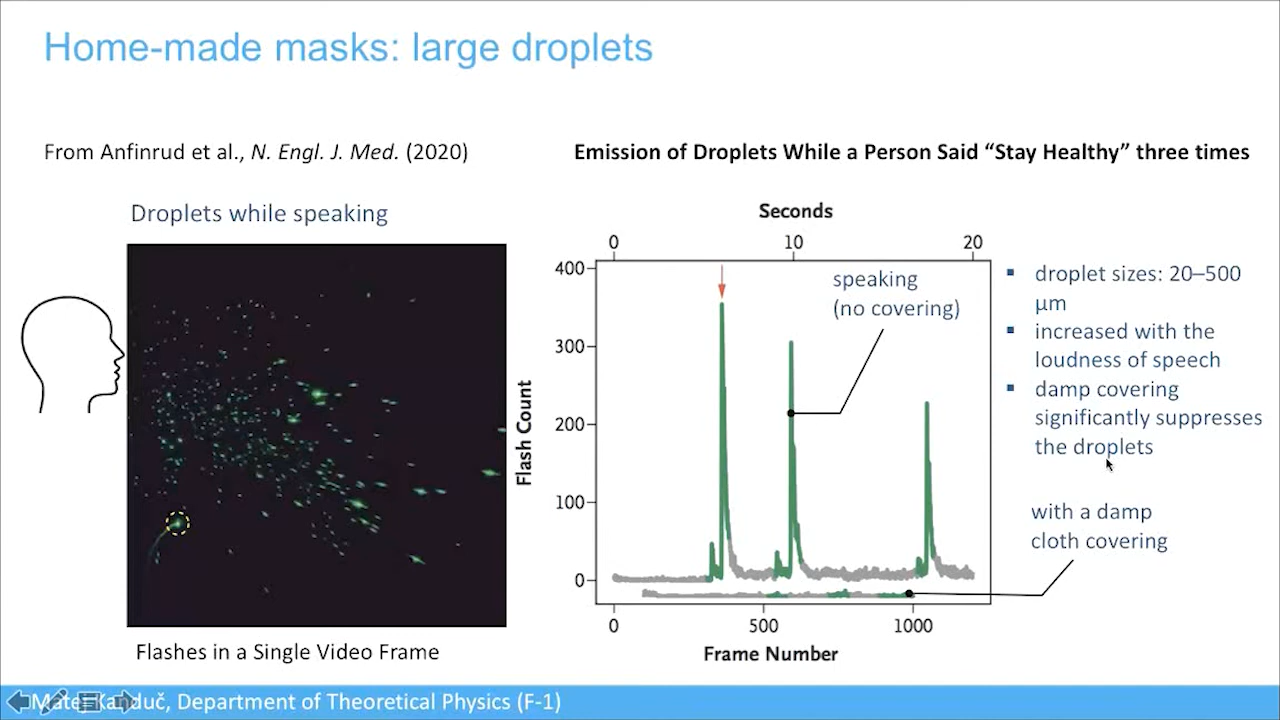 Home-made masks: large droplets
From Anfinrud et al., N. Engl. J. Med. (2020)
Droplets while speaking
Flashes in a Single Video Frame
Emission of Droplets While a Person Said “Stay Healthy” three times
Seconds
0 10 20
Flash Count
400
300
200
100
0
speaking
(no covering)
0 500 1000
Frame Number
▪ droplet sizes: 20–500
μm
▪ increased with the
loudness of speech
▪ damp covering
significantly suppresses
the droplets
with a damp
cloth covering
Matej Kanduč, Department of Theoretical Physics (F-1)